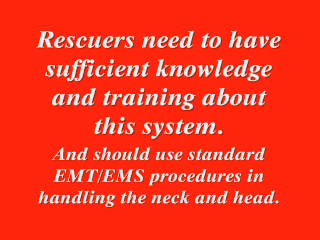 Rescuers need to have
sufficient knowledge
and training about
this system.
And should use standard
EMT/EMS procedures in
handling the neck and head.